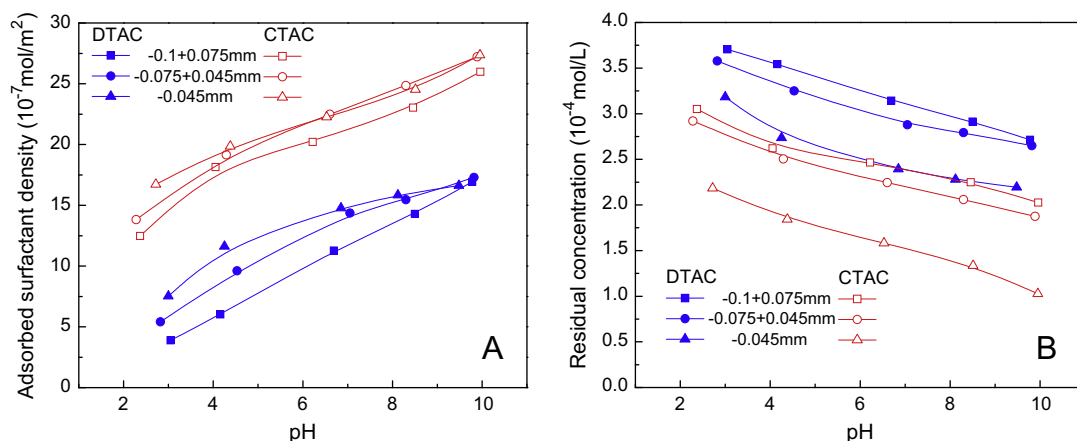 Adsorbed surfactant density (10⁻⁷mol/m²)
30
25
20
15
10
5
0
DTAC CTAC
-0.1+0.075mm
-0.075+0.045mm
-0.045mm
A
2 4 6 8 10
pH
Residual concentration (10⁻⁴mol/L)
4.0
3.5
3.0
2.5
2.0
1.5
1.0
0.5
0.0
DTAC CTAC
-0.1+0.075mm
-0.075+0.045mm
-0.045mm
B
2 4 6 8 10
pH